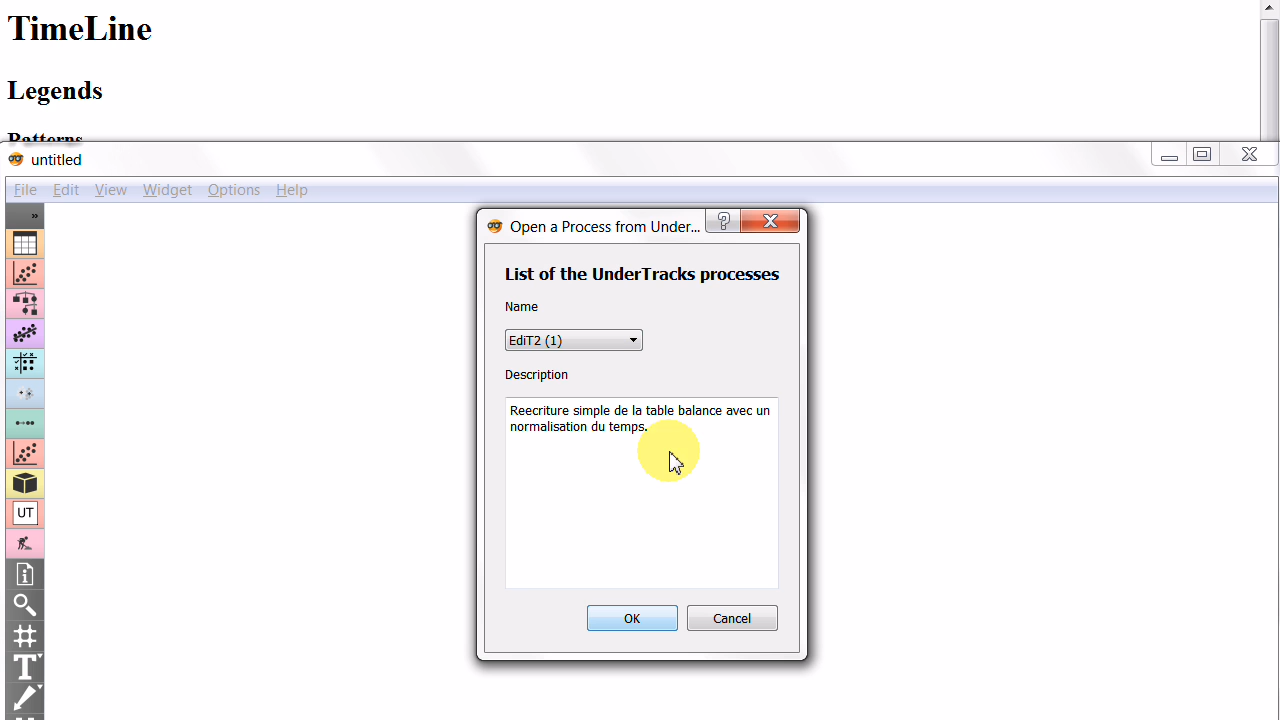 TimeLine
Legends
Patterns
untitled
File Edit View Widget Options Help
»
Open a Process from Under...
?
List of the UnderTracks processes
Name
EdiT2 (1)
Description
Reecriture simple de la table balance avec un
normalisation du temps.
UT
T
OK Cancel